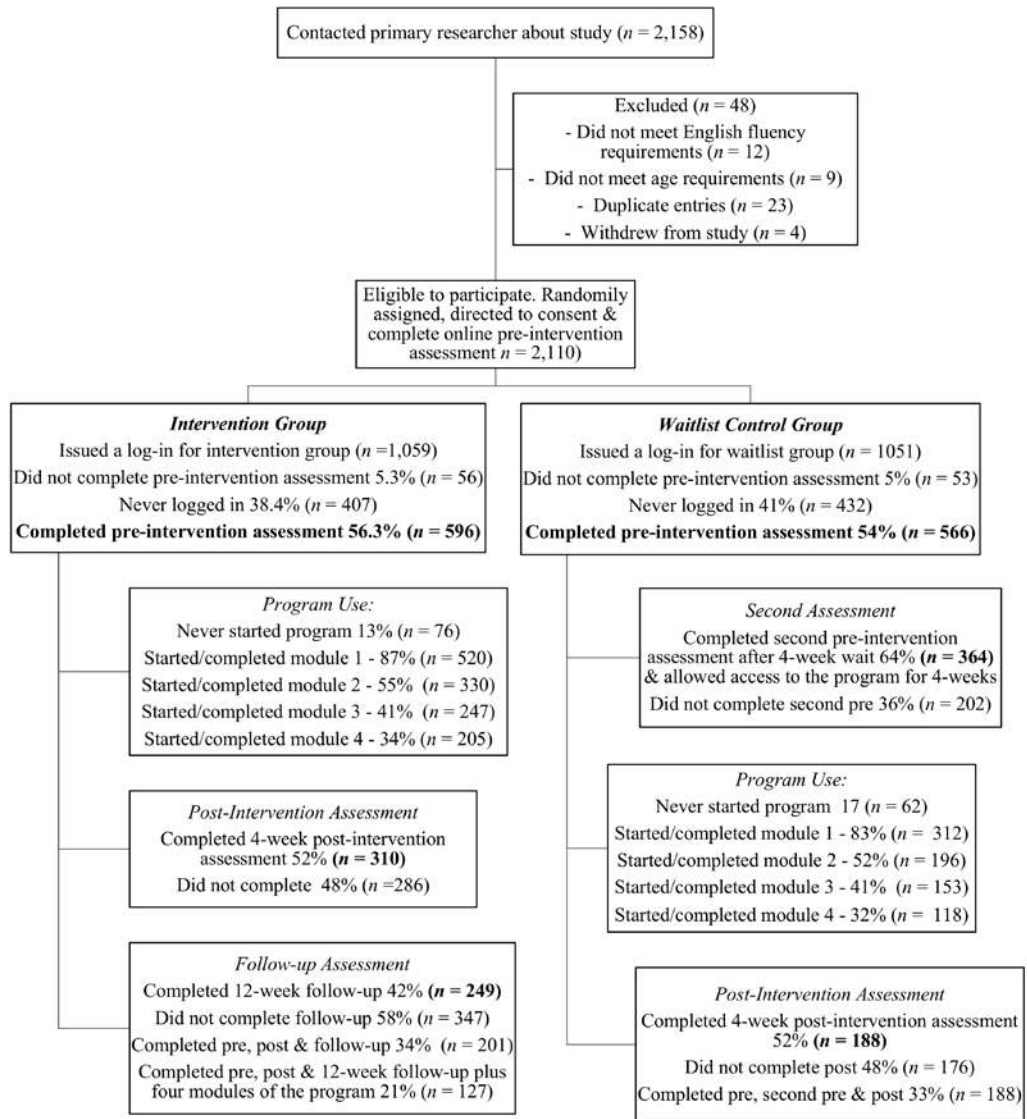 Contacted primary researcher about study (n = 2,158)
Excluded (n = 48)
- Did not meet English fluency
requirements (n = 12)
- Did not meet age requirements (n = 9)
- Duplicate entries (n = 23)
- Withdrew from study (n = 4)
Eligible to participate. Randomily
assigned, directed to consent &
complete online pre-intervention
assessment n = 2,110)
Intervention Group
Issued a log-in for intervention group (n =1,059)
Did not complete pre-intervention assessment 5.3% (n = 56)
Never logged in 38.4% (n = 407)
Completed pre-intervention assessment 56.3% (n = 596)
Waitlist Control Group
Issued a log-in for waitlist group (n = 1051)
Did not complete pre-intervention assessment 5% (n = 53)
Never logged in 41% (n = 432)
Completed pre-intervention assessment 54% (n = 566)
Program Use:
Never started program 13% (n = 76)
Started/completed module 1 - 87% (n = 520)
Started/completed module 2 - 55% (n = 330)
Started/completed module 3 - 41% (n = 247)
Started/completed module 4 - 34% (n = 205)
Second Assessment
Completed second pre-intervention
assessment after 4-week wait 64% (n = 364)
& allowed access to the program for 4-weeks
Did not complete second pre 36% (n = 202)
Post-Intervention Assessment
Completed 4-week post-intervention
assessment 52% (n = 310)
Did not complete 48% (n =286)
Program Use:
Never started program 17 (n = 62)
Started/completed module 1 - 83% (n = 312)
Started/completed module 2 - 52% (n = 196)
Started/completed module 3 - 41% (n = 153)
Started/completed module 4 - 32% (n = 118)
Follow-up Assessment
Completed 12-week follow-up 42% (n = 249)
Did not complete follow-up 58% (n = 347)
Completed pre, post & follow-up 34% (n = 201)
Completed pre, post & 12-week follow-up plus
four modules of the program 21% (n = 127)
Post-Intervention Assessment
Completed 4-week post-intervention assessment
52% (n = 188)
Did not complete post 48% (n = 176)
Completed pre, second pre & post 33% (n = 188)